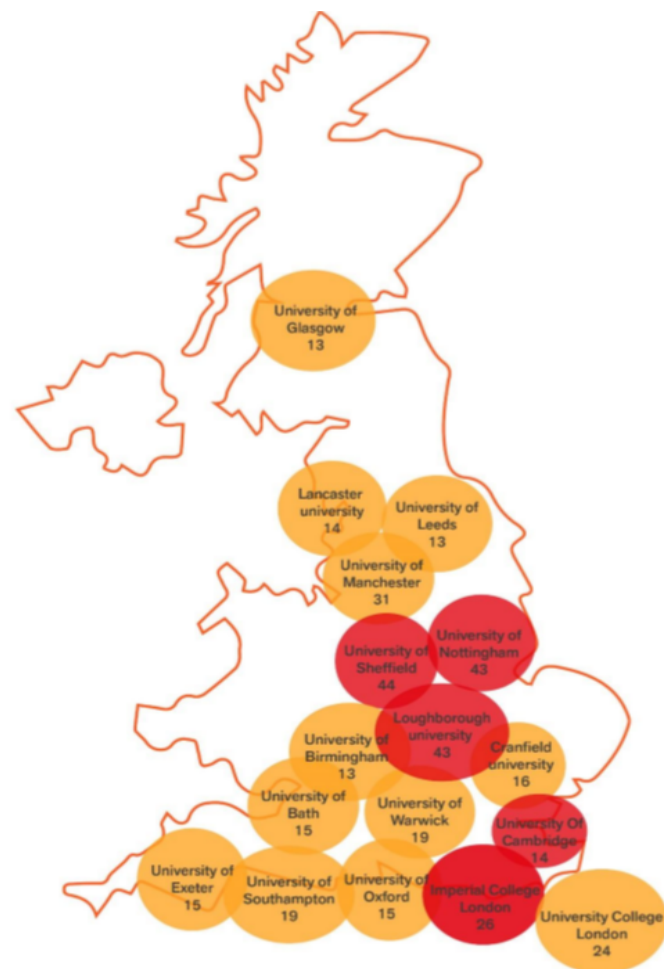 University of
Glasgow
13
Lancaster
university
14
University of
Leeds
13
University of
Manchester
31
University of
Sheffield
44
University of
Nottingham
43
Loughborough
university
43
University of
Birmingham
13
Cranfield
university
16
University of
Bath
15
University of
Warwick
19
University Of
Cambridge
14
University of
Exeter
15
University of
Southampton
19
University of
Oxford
15
Imperial College
London
26
University College
London
24